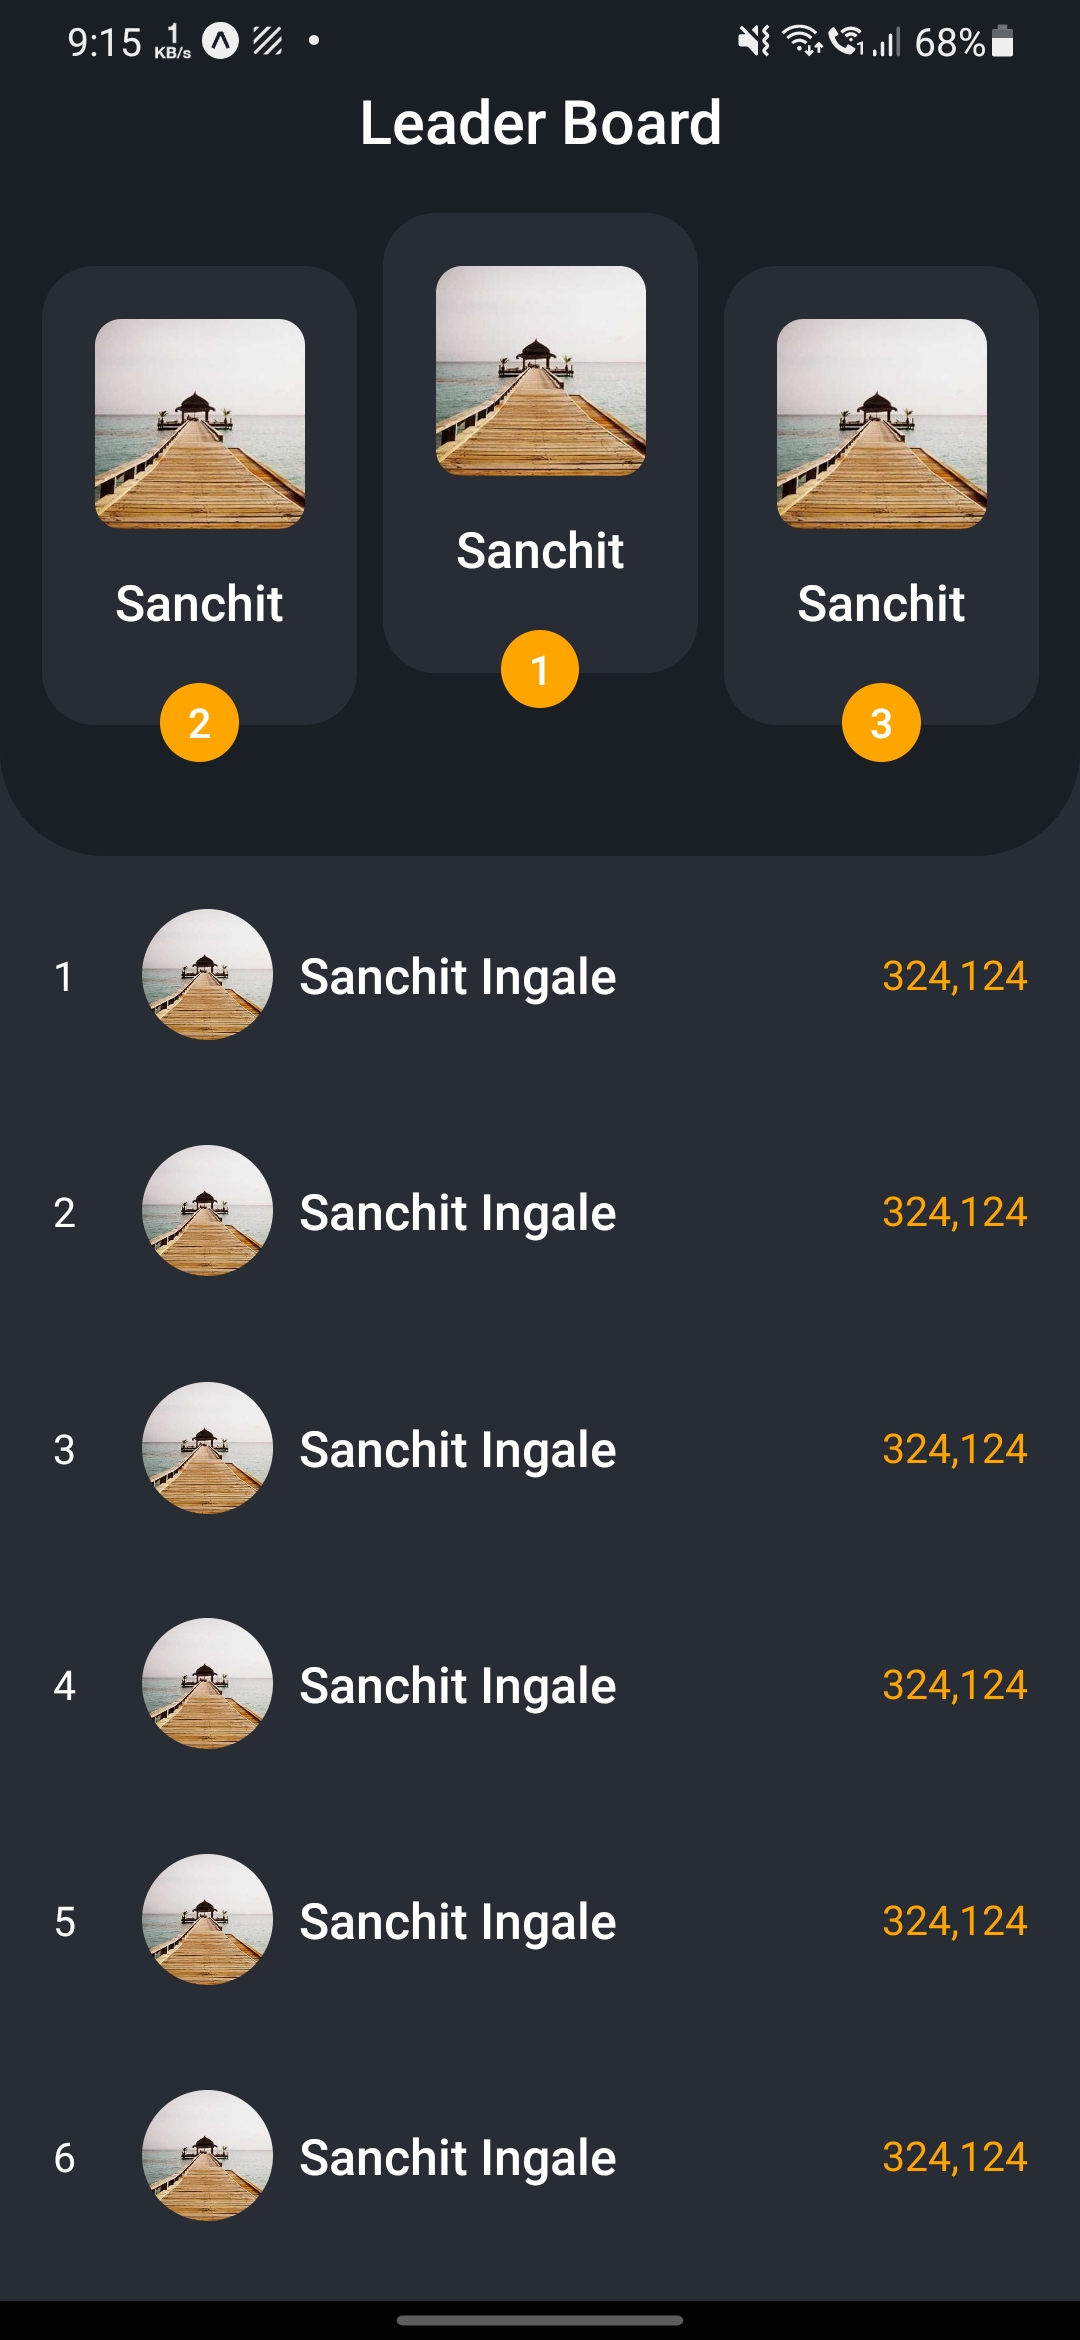 9:15 1 KB/s 1 68%
Leader Board
Sanchit
Sanchit
Sanchit
1
2
3
1 Sanchit Ingale 324,124
2 Sanchit Ingale 324,124
3 Sanchit Ingale 324,124
4 Sanchit Ingale 324,124
5 Sanchit Ingale 324,124
6 Sanchit Ingale 324,124